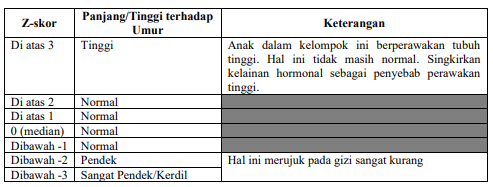 Z-skor Panjang/Tinggi terhadap Umur Keterangan
Di atas 3 Tinggi Anak dalam kelompok ini berperawakan tubuh
tinggi. Hal ini tidak masih normal. Singkirkan
kelainan hormonal sebagai penyebab perawakan
tinggi.
Di atas 2 Normal
Di atas 1 Normal
0 (median) Normal
Dibawah -1 Normal
Dibawah -2 Pendek Hal ini merujuk pada gizi sangat kurang
Dibawah -3 Sangat Pendek/Kerdil